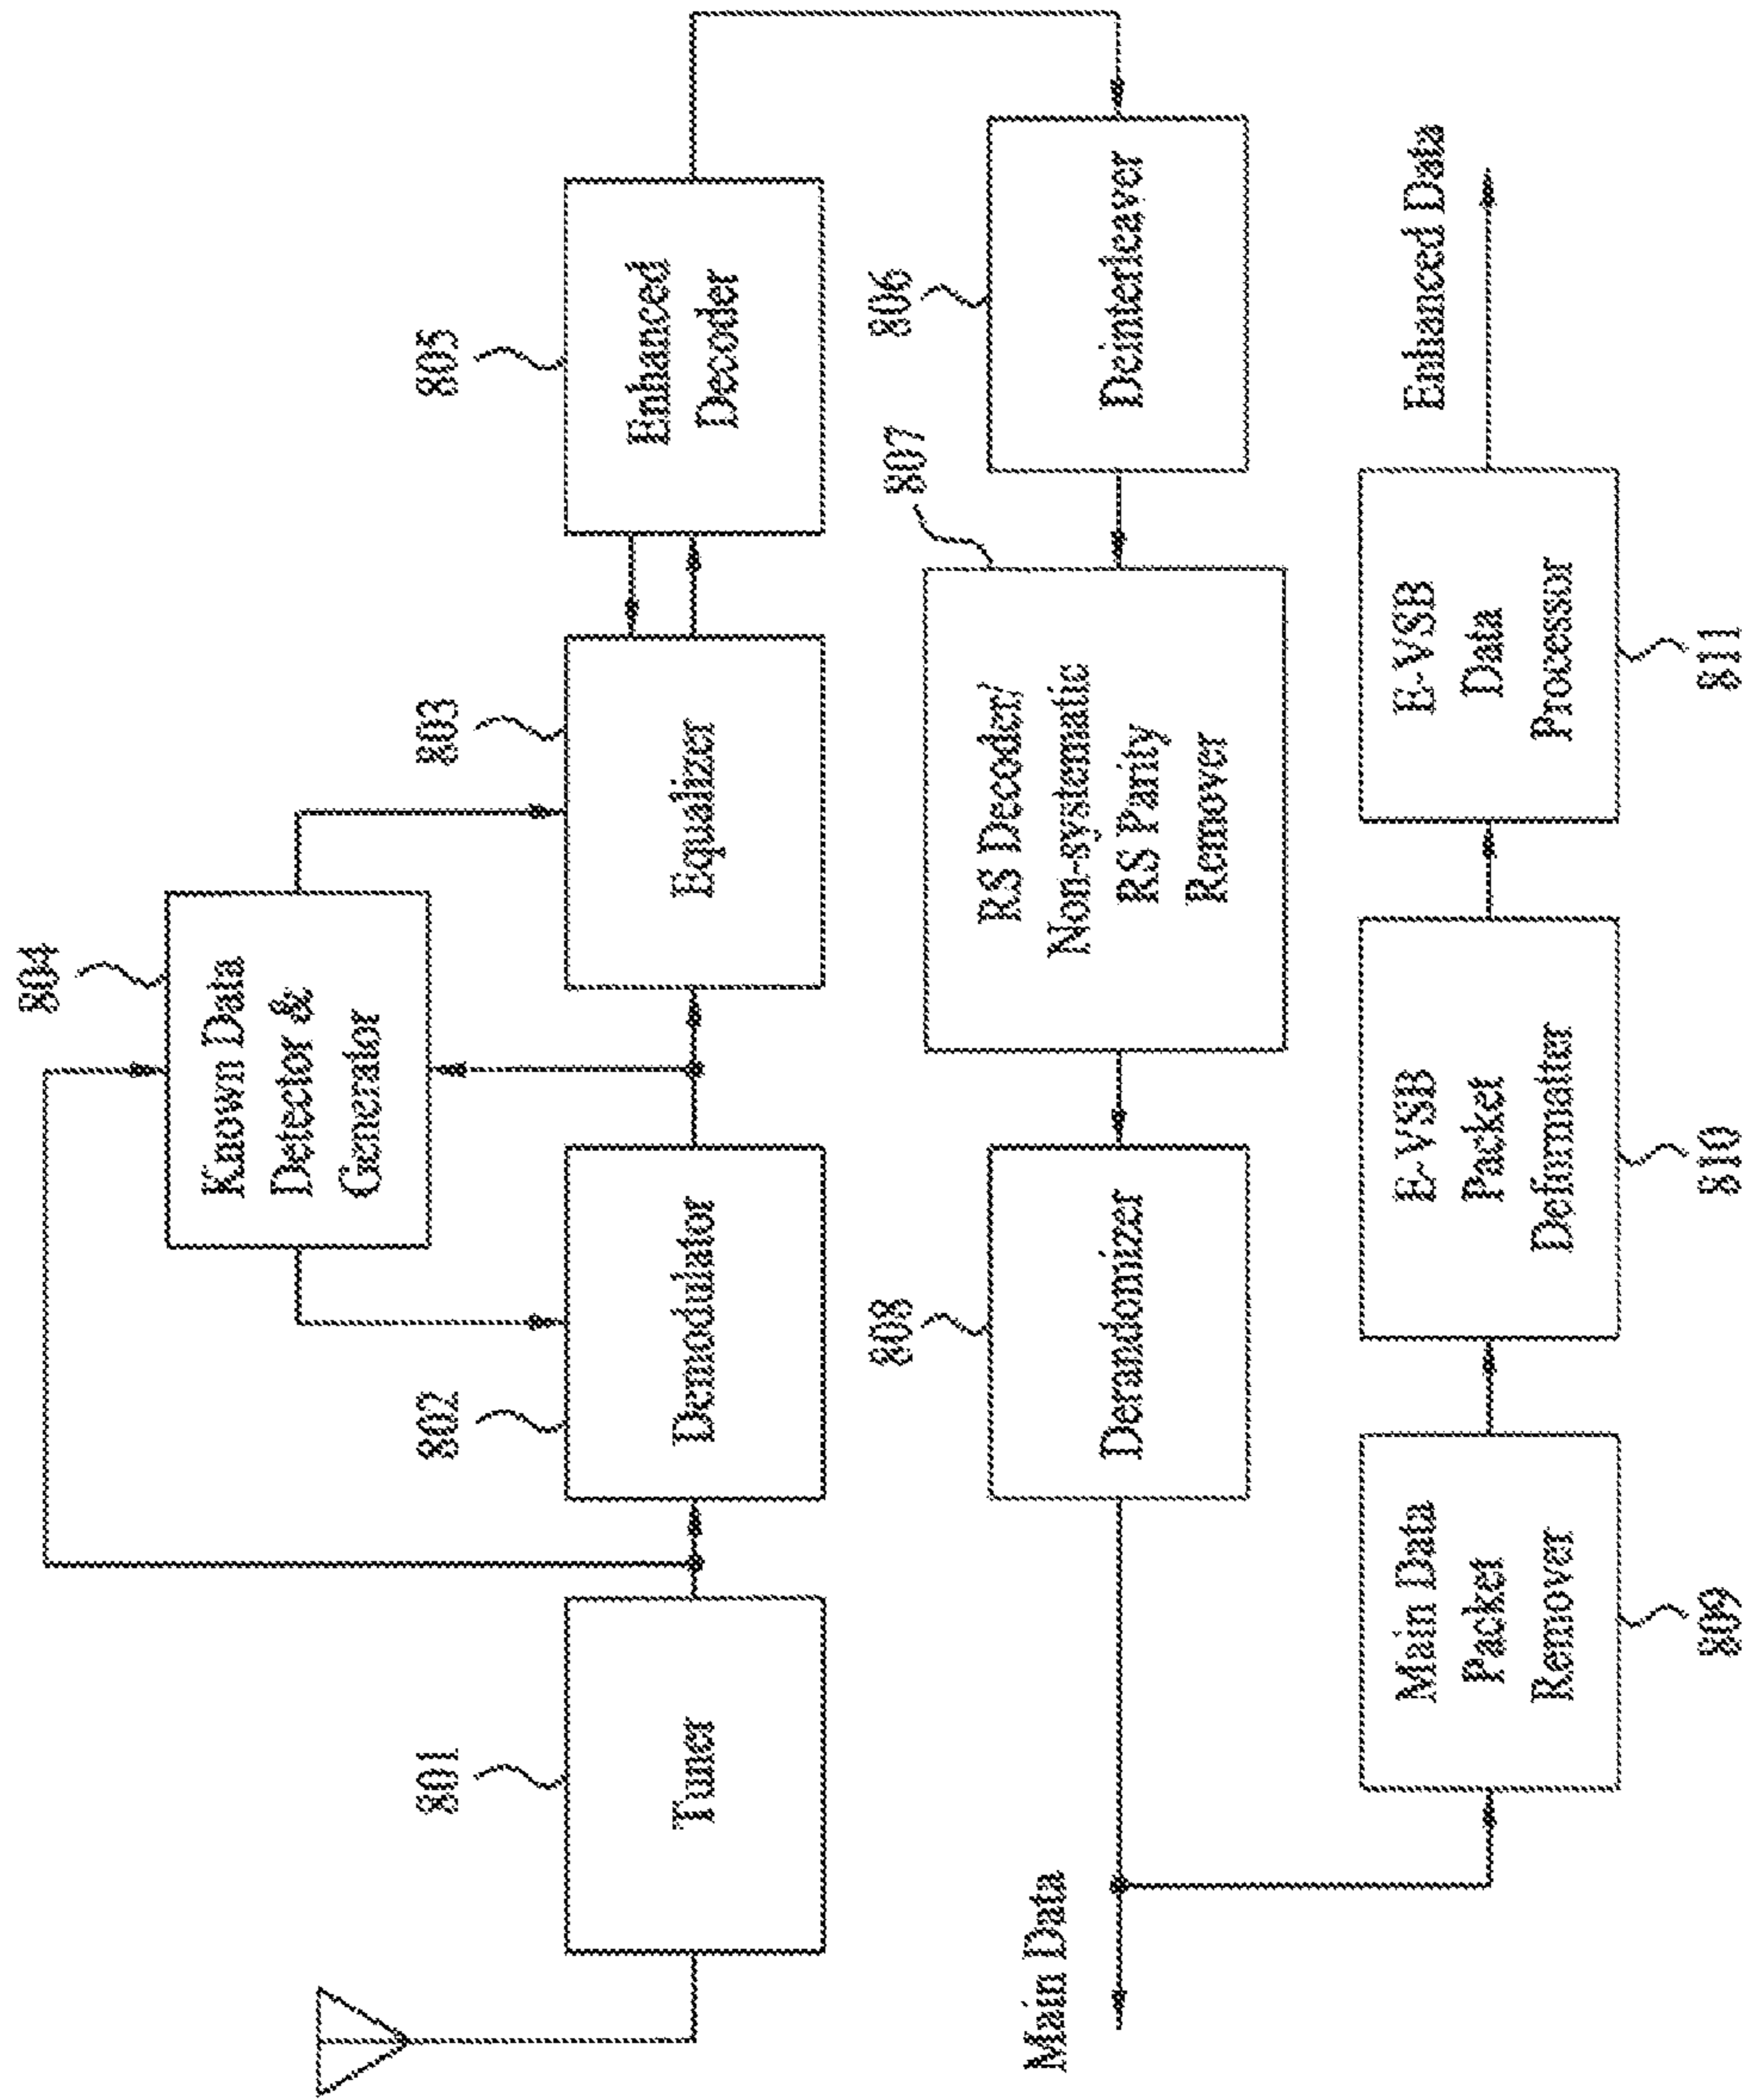 804
Known Data
Detector &
Generator
801
802
803
805
Tuner
Demodulator
Equalizer
Enhanced
Decoder
808
807
806
Main Data
Derandomizer
RS Decoder/
Non-systematic
RS Parity
Remover
Deinterleaver
Enhanced Data
Main Data
Packet
Remover
E-VSB
Packet
Deformatter
E-VSB
Data
Processor
809
810
811